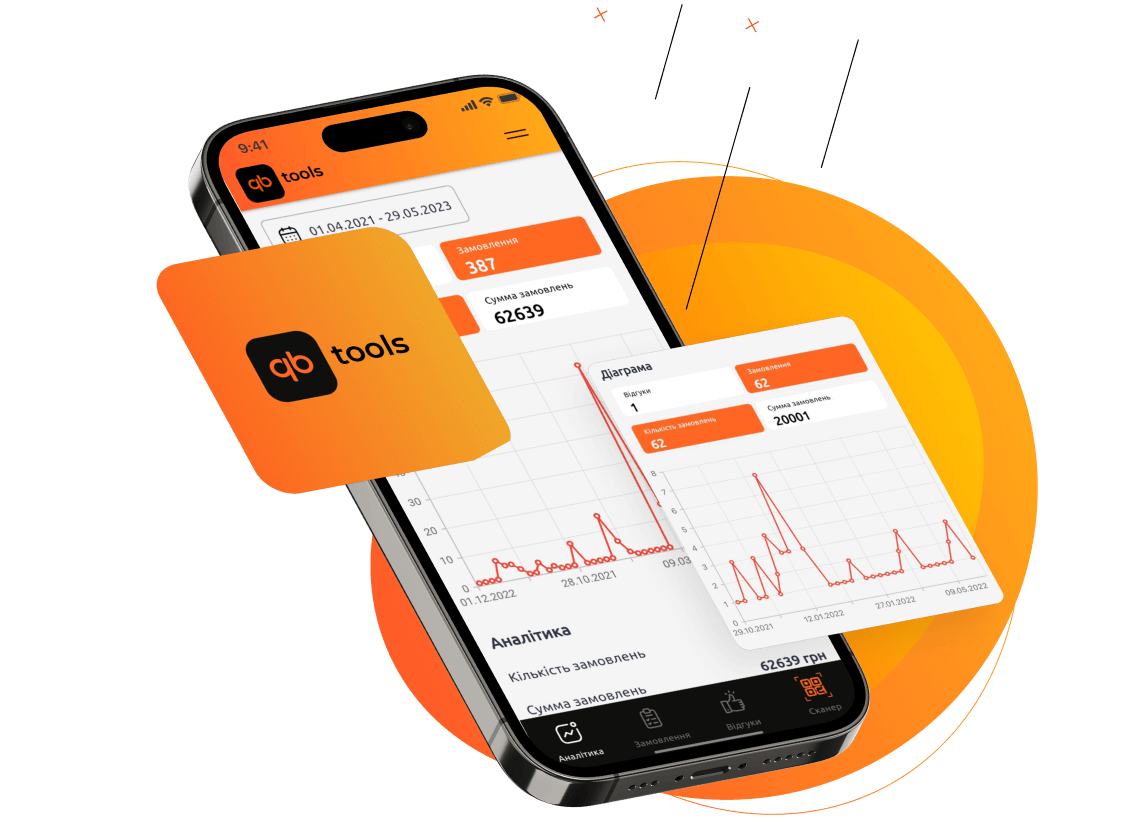 9:41
qb tools
01.04.2021 - 29.05.2023
Замовлення
387
Сумма замовлень
62639
qb tools
30
20
10
0
01.12.2022
28.10.2021
09.03
Аналітика
Кількість замовлень
Сумма замовлень
62639 грн
Аналітика
Замовлення
Відгуки
Сканер
Діаграма
Відгуки
1
Замовлення
62
Кількість замовлень
62
Сумма замовлень
20001
8
7
6
5
4
3
2
1
0
29.10.2021
12.01.2022
27.01.2022
09.05.2022